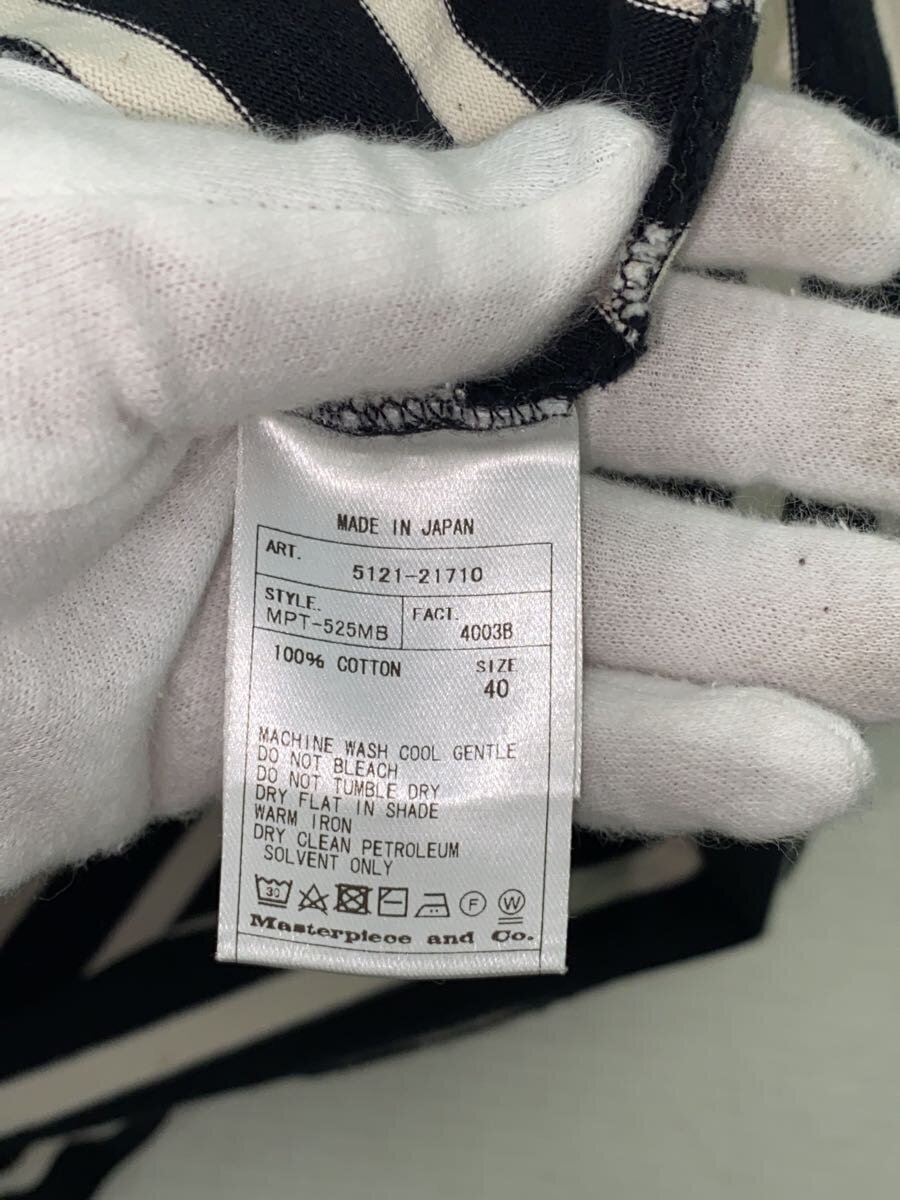 MADE IN JAPAN
ART.
5121-21710
STYLE. FACT.
MPT-525MB 4003B
100% COTTON SIZE
40
MACHINE WASH COOL GENTLE
DO NOT BLEACH
DO NOT TUMBLE DRY
DRY FLAT IN SHADE
WARM IRON
DRY CLEAN PETROLEUM
SOLVENT ONLY
30 F W
Masterpiece and Co.